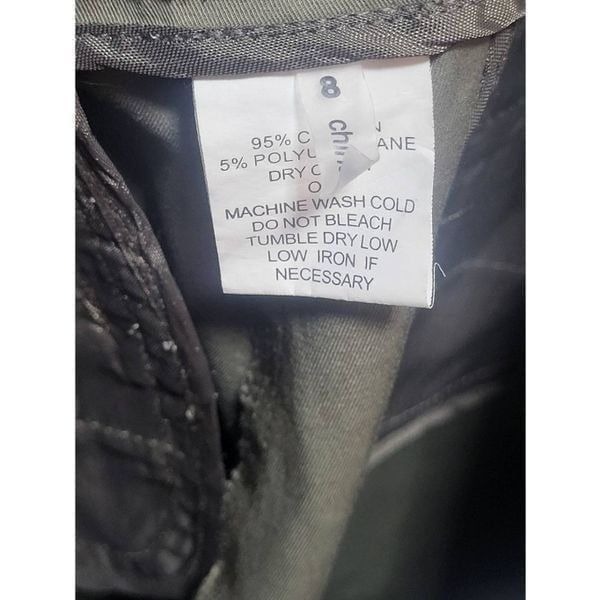 8
95% C N
5% POLYU ANE
DRY C
O
MACHINE WASH COLD
DO NOT BLEACH
TUMBLE DRY LOW
LOW IRON IF
NECESSARY